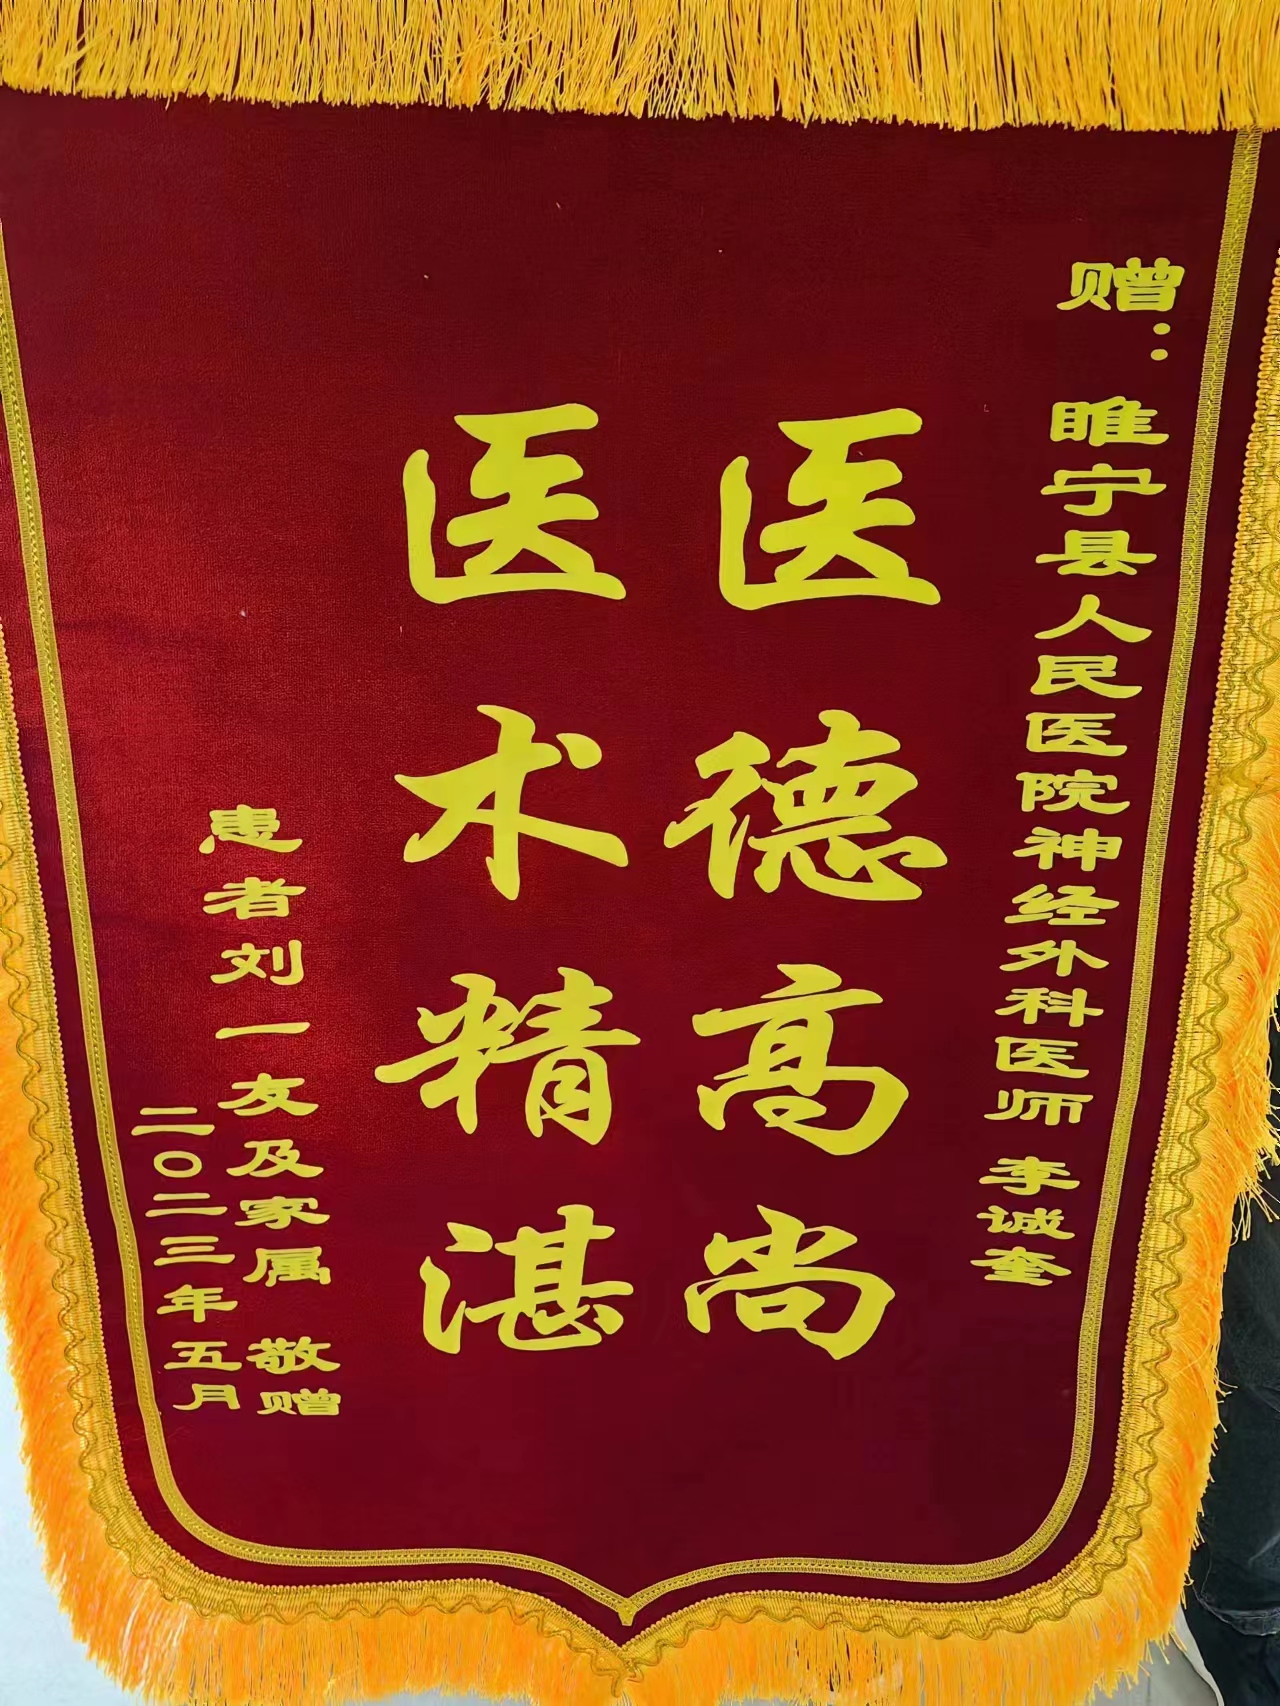 赠：睢宁县人民医院神经外科医师 李诚奎
医德高尚
医术精湛
患者刘一友及家属 敬赠
二〇二三年五月